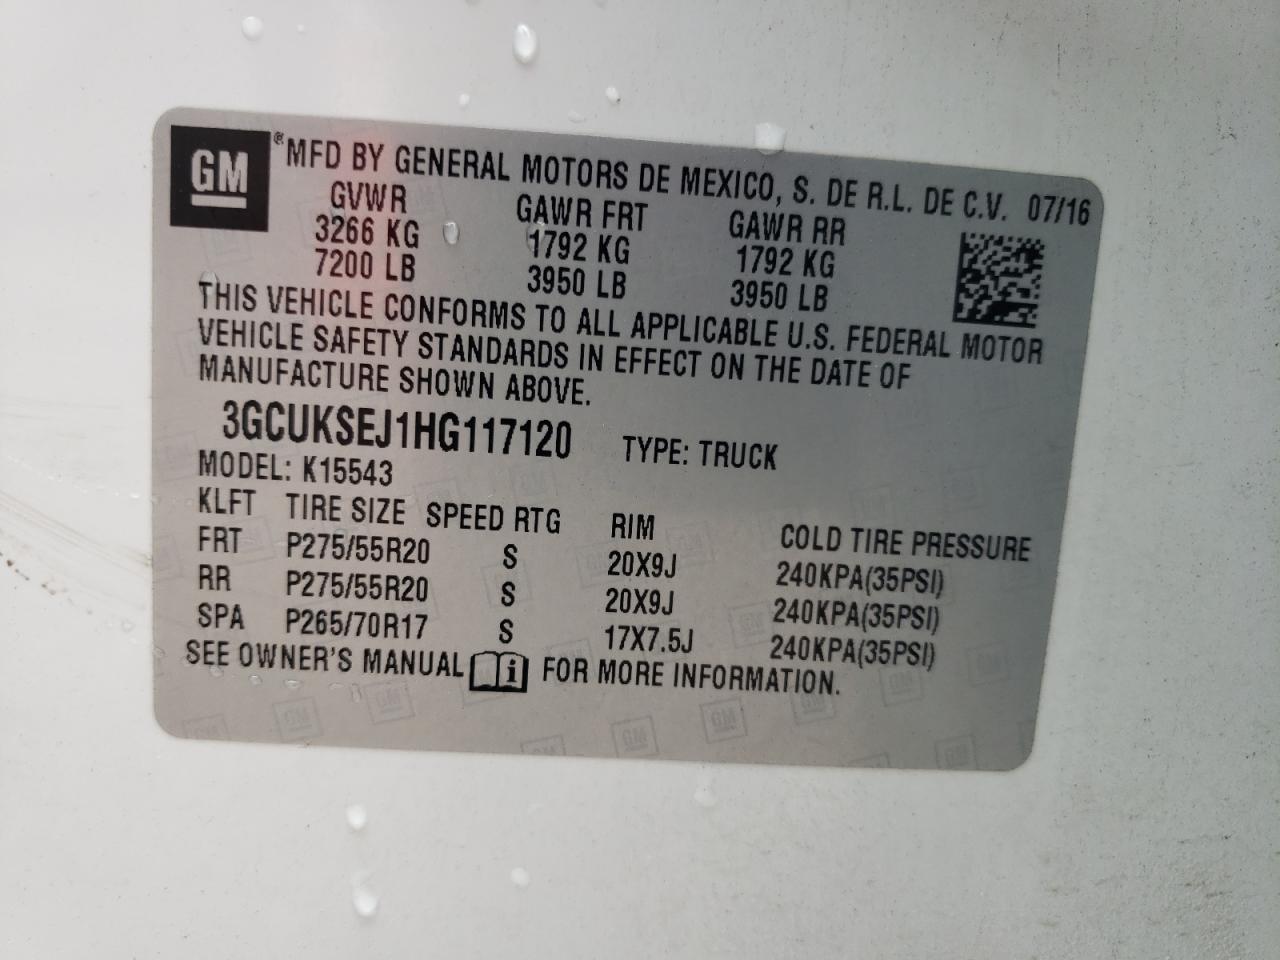 GM ® MFD BY GENERAL MOTORS DE MEXICO, S. DE R.L. DE C.V. 07/16
GVWR GAWR FRT GAWR RR
3266 KG 1792 KG 1792 KG
7200 LB 3950 LB 3950 LB
THIS VEHICLE CONFORMS TO ALL APPLICABLE U.S. FEDERAL MOTOR
VEHICLE SAFETY STANDARDS IN EFFECT ON THE DATE OF
MANUFACTURE SHOWN ABOVE.
3GCUKSEJ1HG117120 TYPE: TRUCK
MODEL: K15543
KLFT TIRE SIZE SPEED RTG RIM COLD TIRE PRESSURE
FRT P275/55R20 S 20X9J 240KPA(35PSI)
RR P275/55R20 S 20X9J 240KPA(35PSI)
SPA P265/70R17 S 17X7.5J 240KPA(35PSI)
SEE OWNER'S MANUAL i FOR MORE INFORMATION.